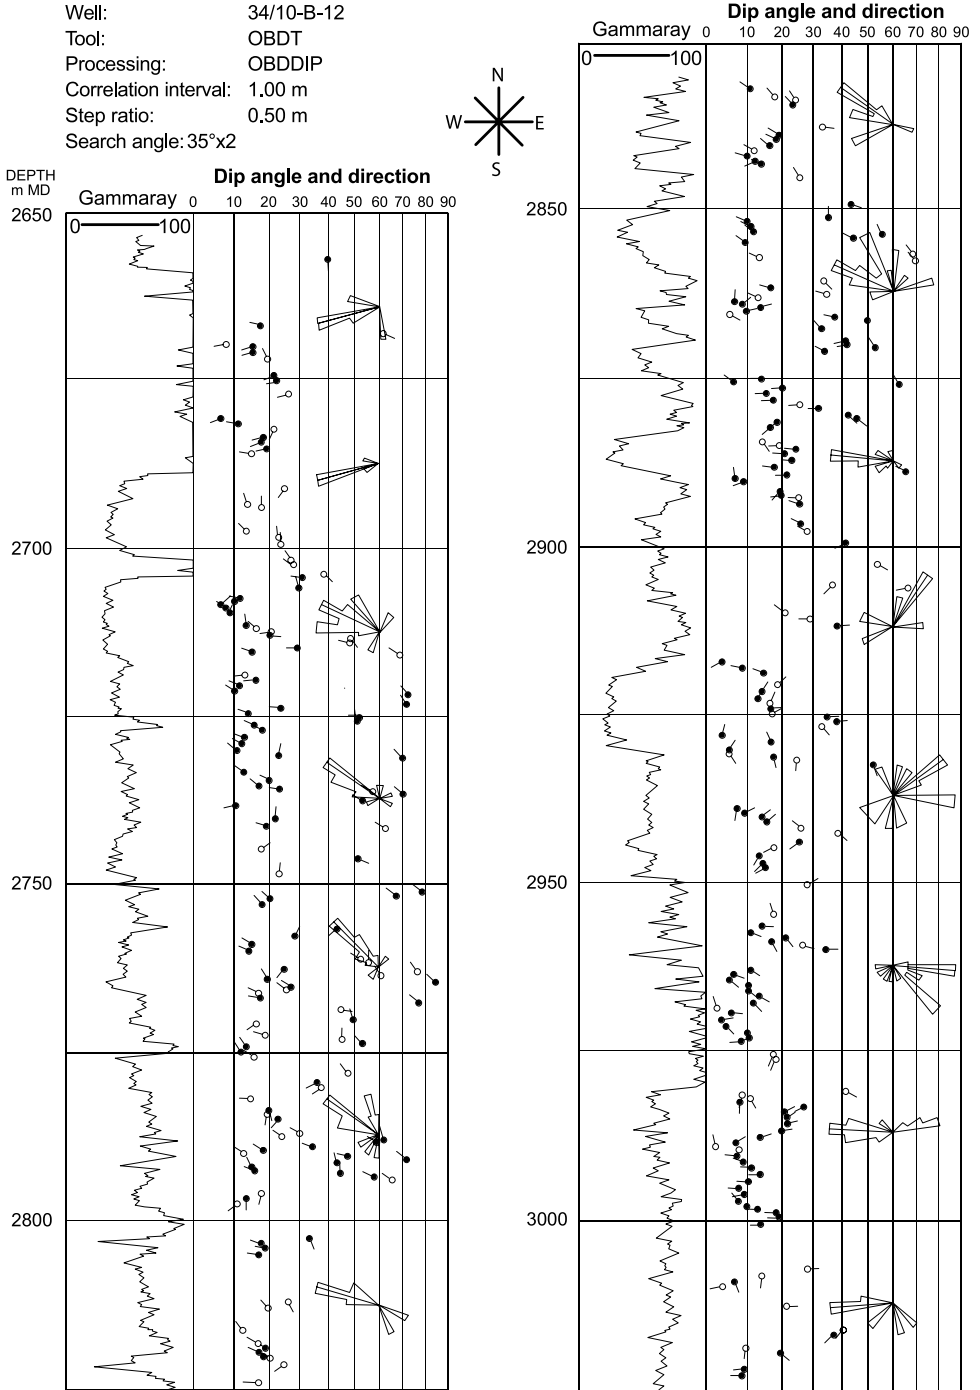 Well: 34/10-B-12
Tool: OBDT
Processing: OBDDIP
Correlation interval: 1.00 m
Step ratio: 0.50 m
Search angle: 35°x2
N
W E
S
DEPTH
m MD
Dip angle and direction
Gammaray 0 10 20 30 40 50 60 70 80 90
2650
0 100
2700
2750
2800
Dip angle and direction
Gammaray 0 10 20 30 40 50 60 70 80 90
0 100
2850
2900
2950
3000